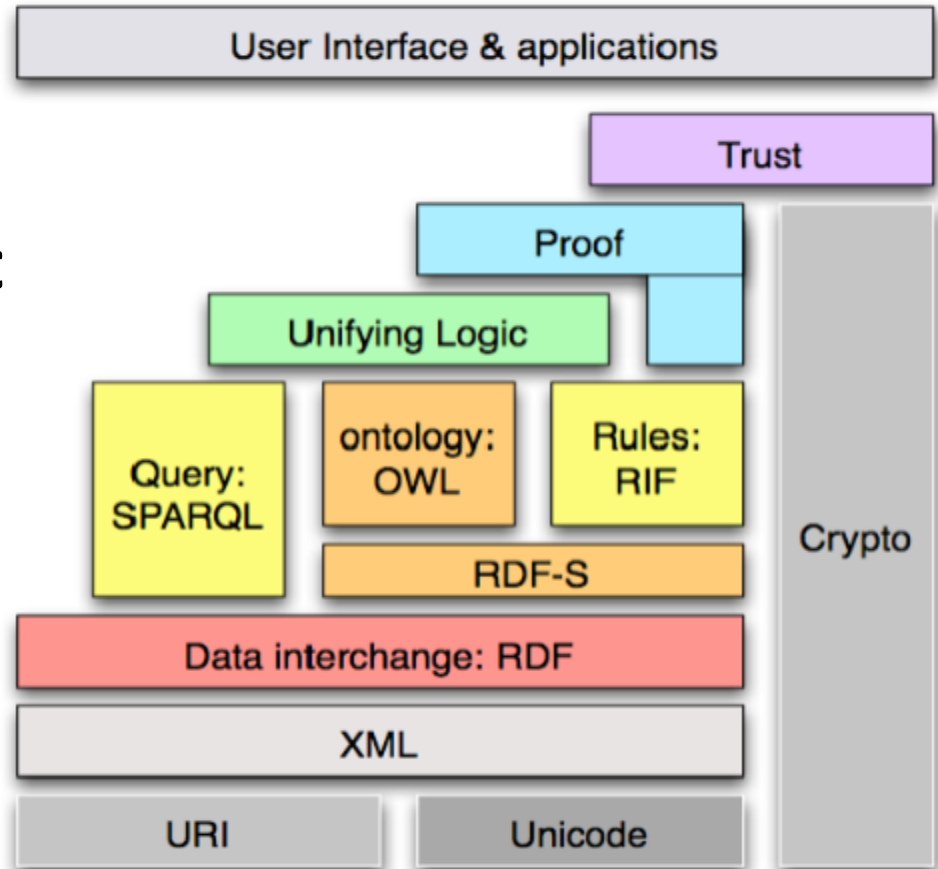 User Interface & applications
Trust
Proof
Unifying Logic
Query:
SPARQL
ontology:
OWL
Rules:
RIF
Crypto
RDF-S
Data interchange: RDF
XML
URI
Unicode